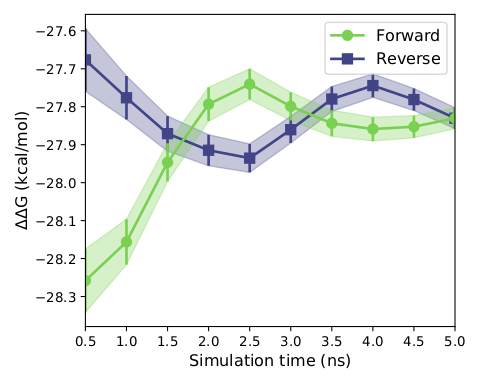 Forward
Reverse
ΔΔG (kcal/mol)
−27.6
−27.7
−27.8
−27.9
−28.0
−28.1
−28.2
−28.3
0.5 1.0 1.5 2.0 2.5 3.0 3.5 4.0 4.5 5.0
Simulation time (ns)